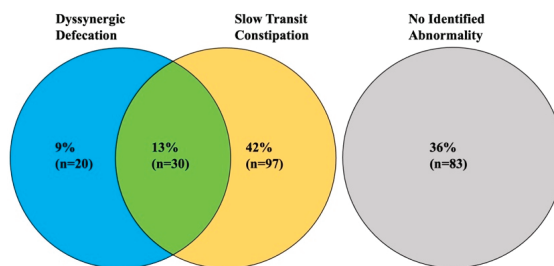 Dyssynergic
Defecation
Slow Transit
Constipation
No Identified
Abnormality
9%
(n=20)
13%
(n=30)
42%
(n=97)
36%
(n=83)